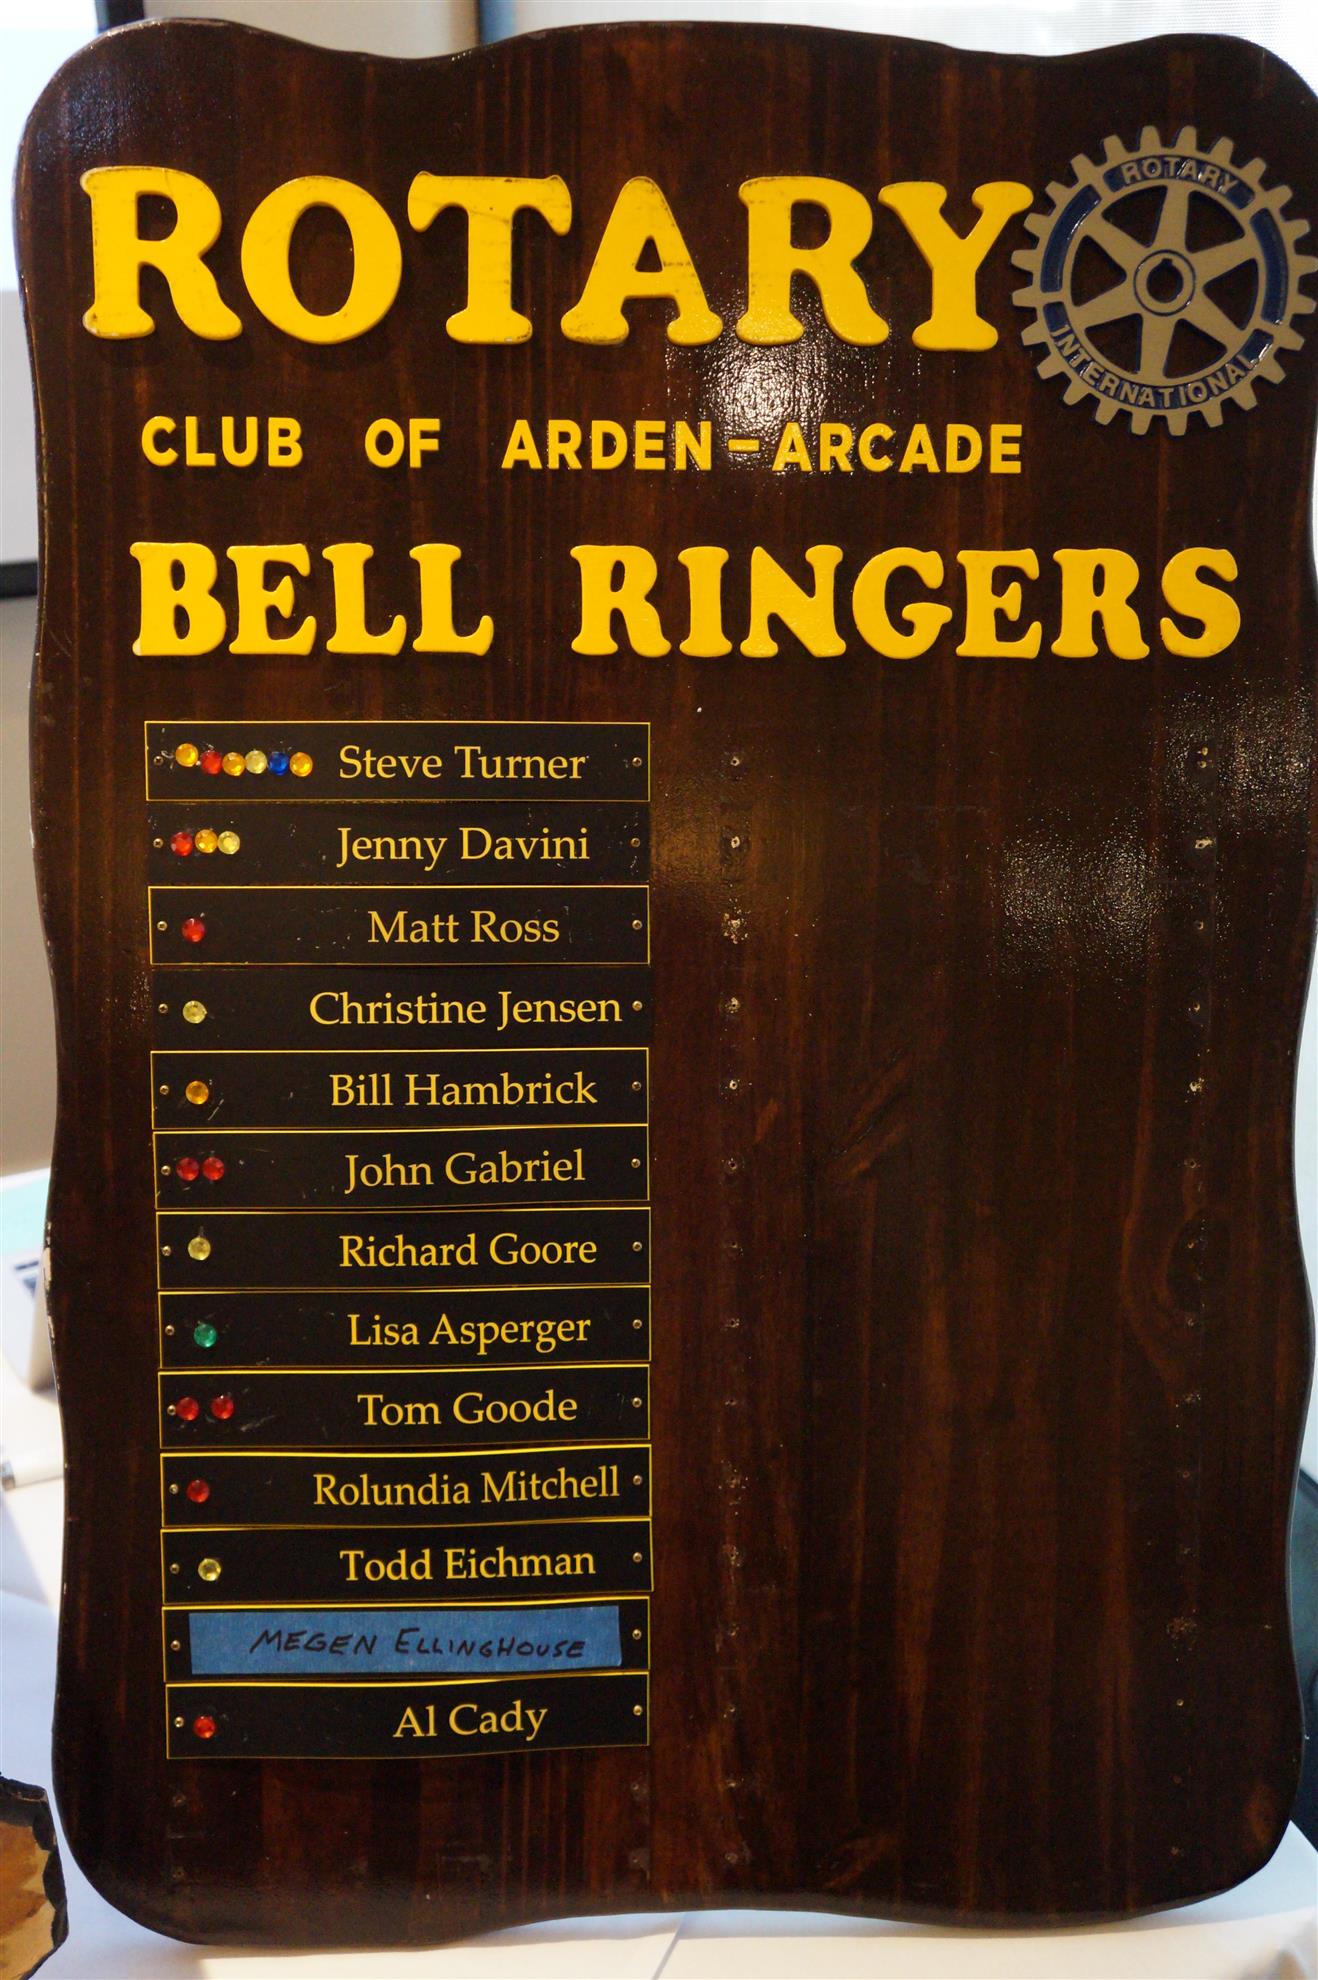 ROTARY
ROTARY
INTERNATIONAL
CLUB OF ARDEN-ARCADE
BELL RINGERS
Steve Turner
Jenny Davini
Matt Ross
Christine Jensen
Bill Hambrick
John Gabriel
Richard Goore
Lisa Asperger
Tom Goode
Rolundia Mitchell
Todd Eichman
MEGEN ELLINGHOUSE
Al Cady